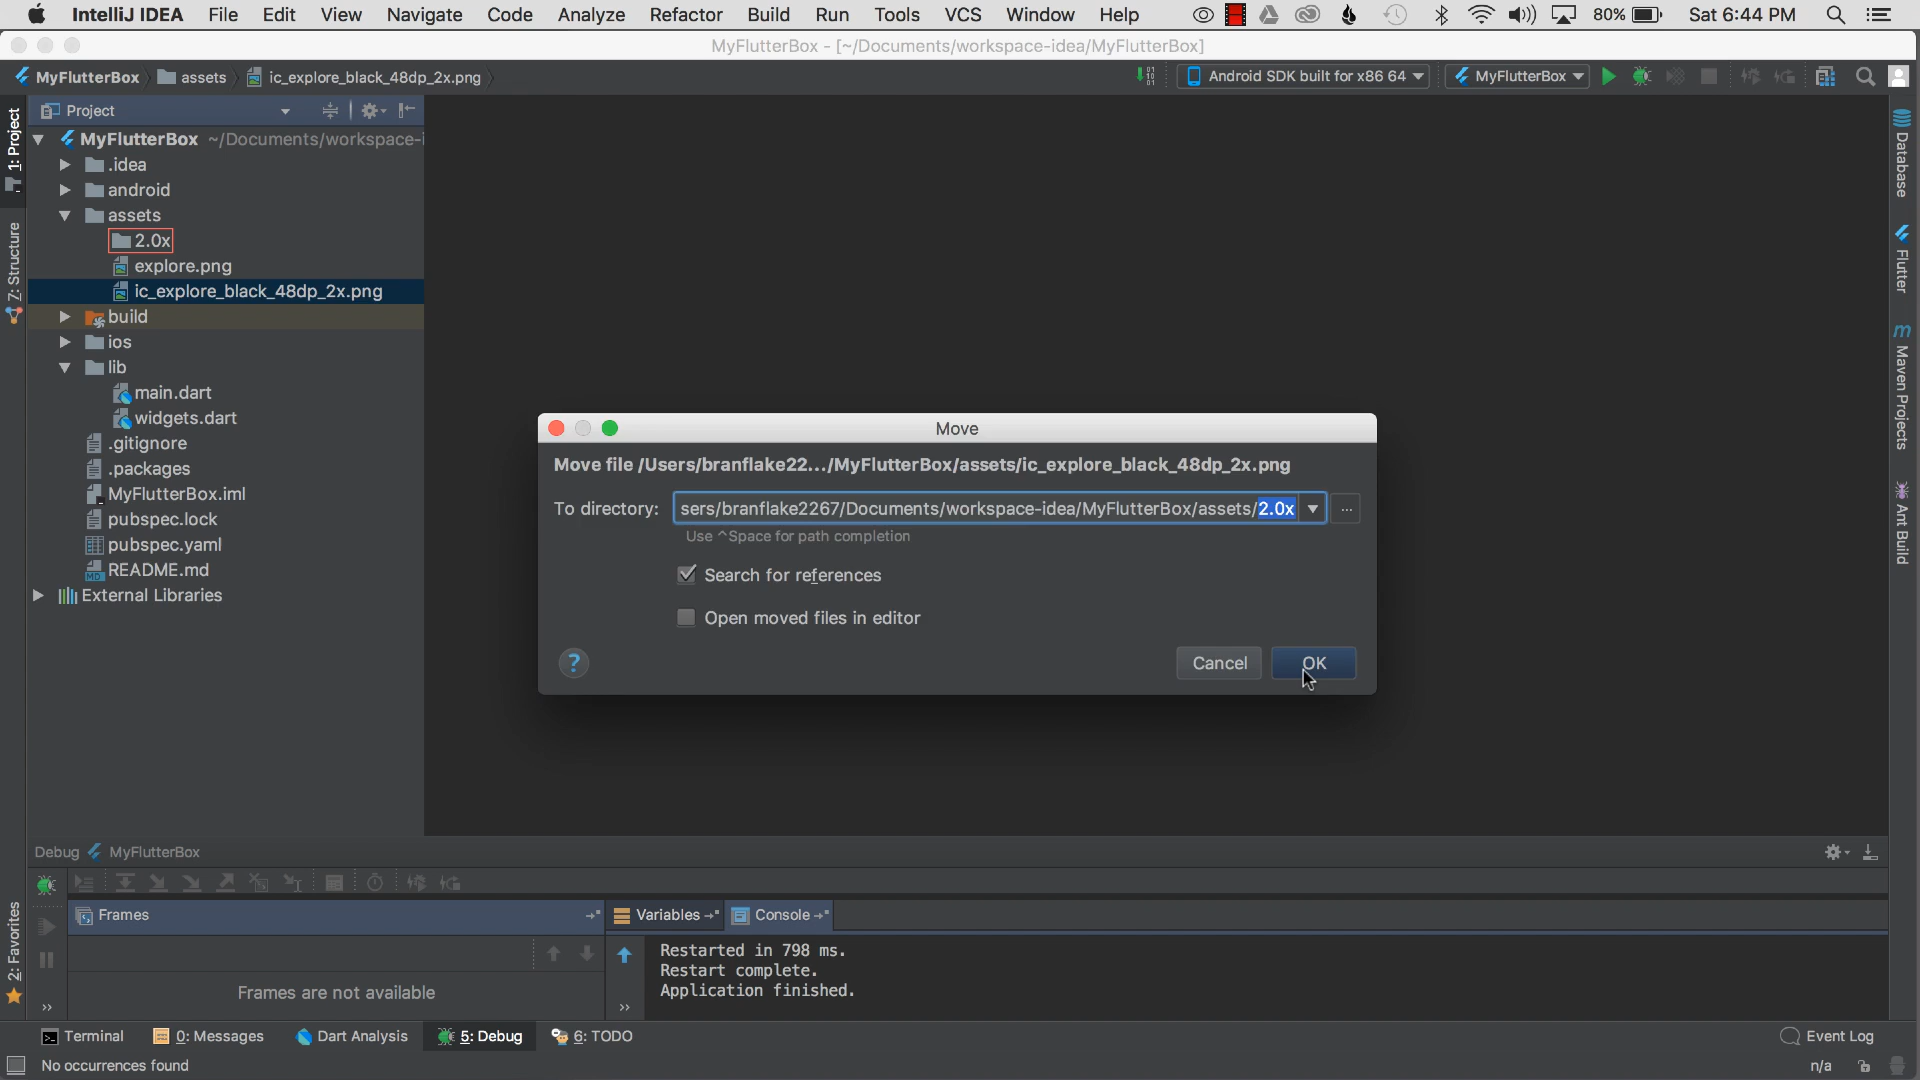 IntelliJ IDEA File Edit View Navigate Code Analyze Refactor Build Run Tools VCS Window Help 80% Sat 6:44 PM
MyFlutterBox - [~/Documents/workspace-idea/MyFlutterBox]
MyFlutterBox assets ic_explore_black_48dp_2x.png Android SDK built for x86 64 MyFlutterBox
Project
MyFlutterBox ~/Documents/workspace-i
.idea
android
assets
2.0x
explore.png
ic_explore_black_48dp_2x.png
build
ios
lib
main.dart
widgets.dart
.gitignore
.packages
MyFlutterBox.iml
pubspec.lock
pubspec.yaml
README.md
External Libraries
1: Project
Z: Structure
2: Favorites
Database
Flutter
Maven Projects
Ant Build
Move
Move file /Users/branflake22.../MyFlutterBox/assets/ic_explore_black_48dp_2x.png
To directory: sers/branflake2267/Documents/workspace-idea/MyFlutterBox/assets/2.0x ...
Use ^Space for path completion
Search for references
Open moved files in editor
? Cancel OK
Debug MyFlutterBox
Frames Variables Console
Frames are not available
Restarted in 798 ms.
Restart complete.
Application finished.
Terminal 0: Messages Dart Analysis 5: Debug 6: TODO Event Log
No occurrences found n/a